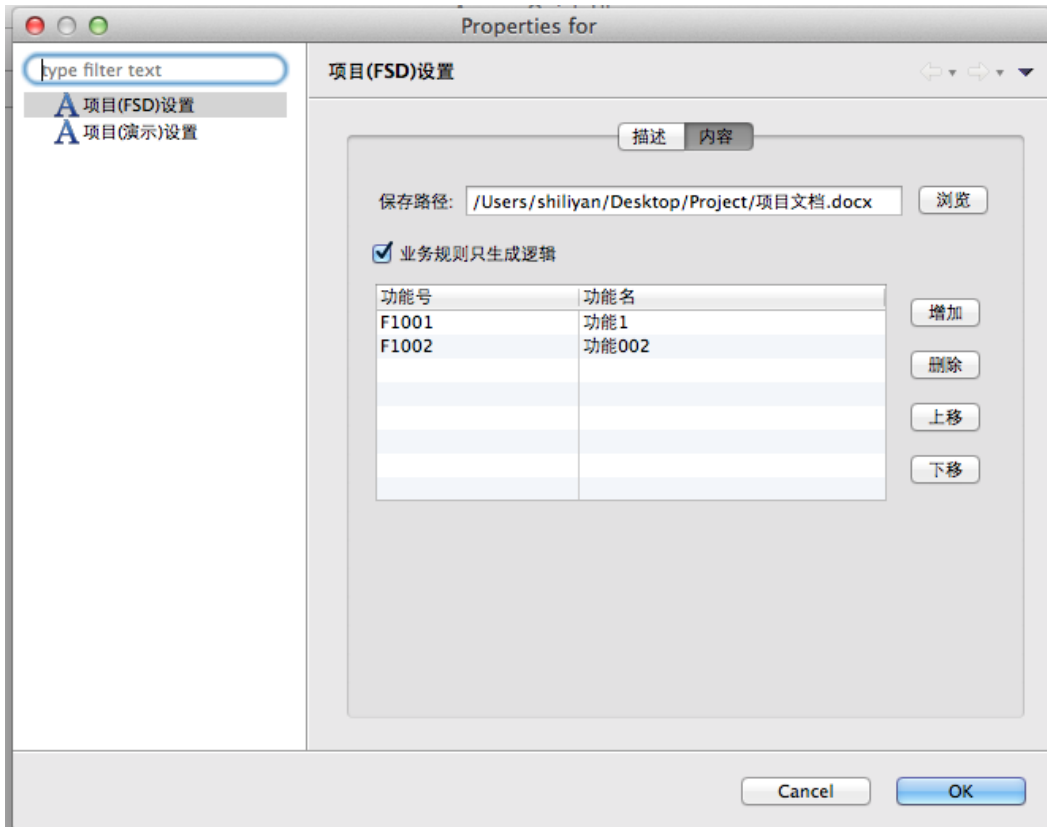 Properties for
type filter text
项目(FSD)设置
项目(演示)设置
项目(FSD)设置
描述 内容
保存路径: /Users/shiliyan/Desktop/Project/项目文档.docx 浏览
业务规则只生成逻辑
功能号 功能名
F1001 功能1
F1002 功能002
增加
删除
上移
下移
Cancel OK